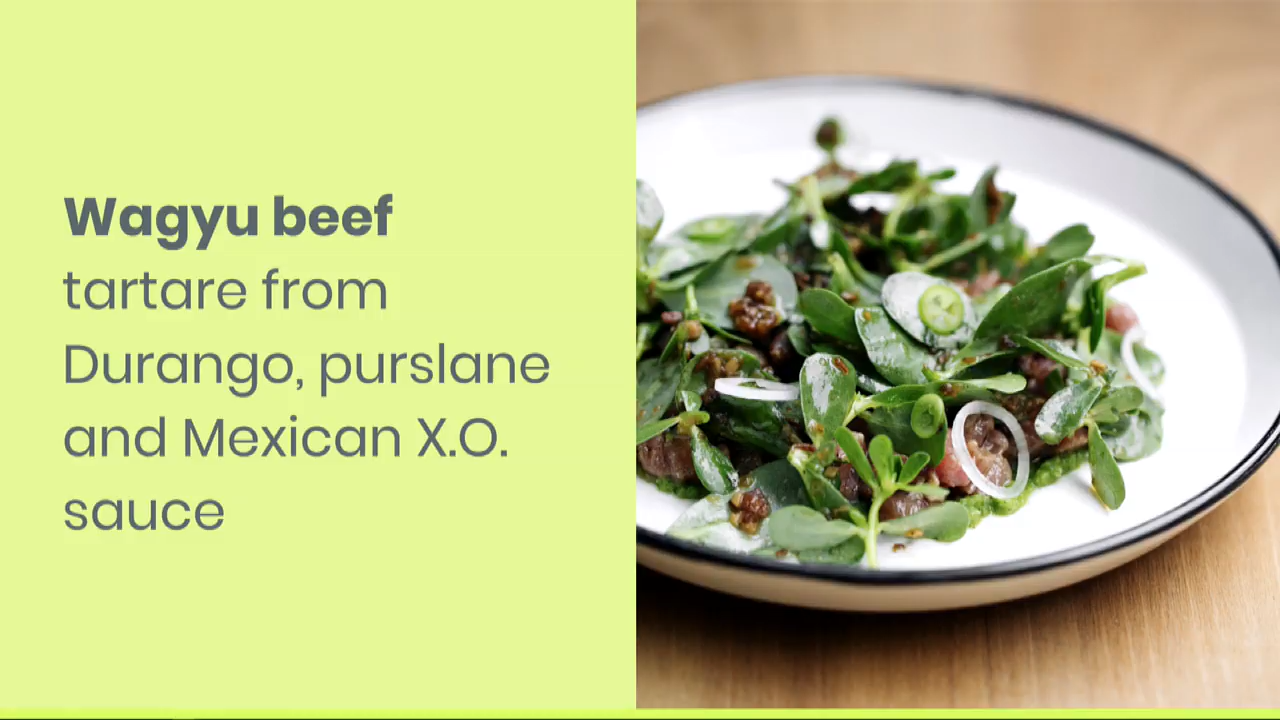 Wagyu beef
tartare from
Durango, purslane
and Mexican X.O.
sauce